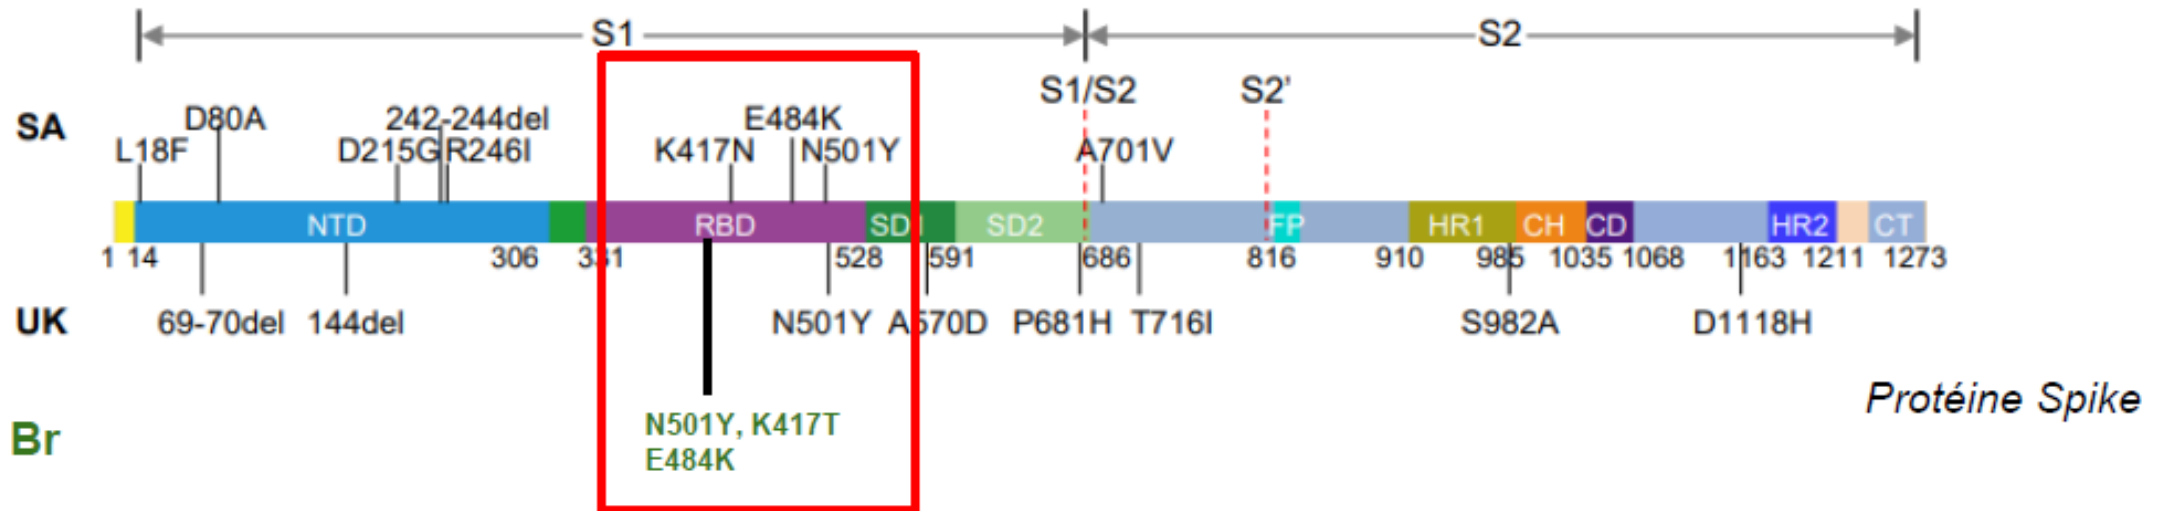 S1 S2
S1/S2 S2'
SA D80A 242-244del E484K
L18F D215G R246I K417N N501Y A701V
NTD RBD SD1 SD2 FP HR1 CH CD HR2 CT
1 14 306 331 528 591 686 816 910 985 1035 1068 1163 1211 1273
UK 69-70del 144del N501Y A570D P681H T716I S982A D1118H
Protéine Spike
Br N501Y, K417T
E484K